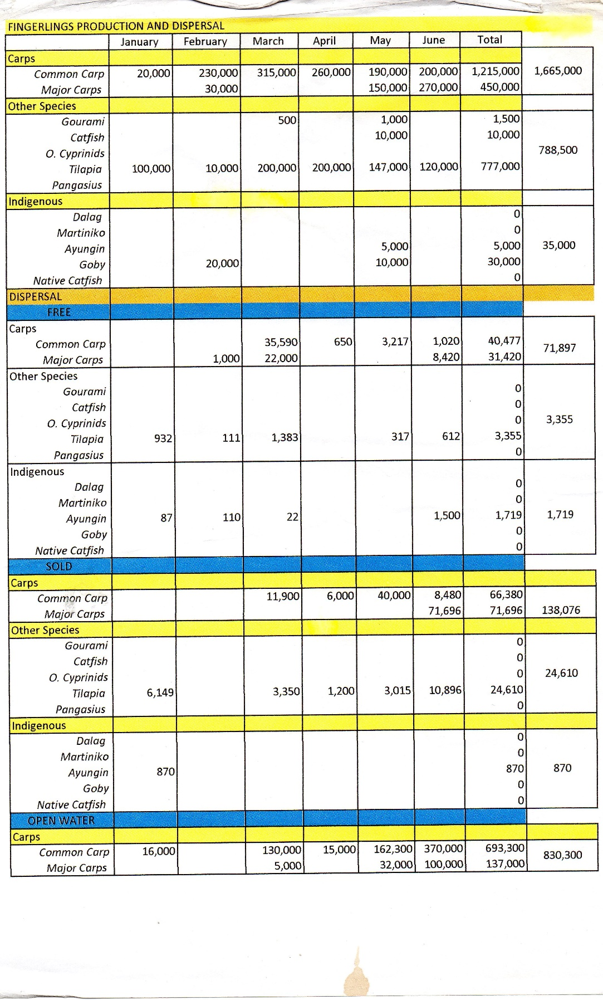 FINGERLINGS PRODUCTION AND DISPERSAL
January February March April May June Total
Carps
Common Carp 20,000 230,000 315,000 260,000 190,000 200,000 1,215,000 1,665,000
Major Carps 30,000 150,000 270,000 450,000
Other Species
Gourami 500 1,000 1,500
Catfish 10,000 10,000
O. Cyprinids 788,500
Tilapia 100,000 10,000 200,000 200,000 147,000 120,000 777,000
Pangasius
Indigenous
Dalag 0
Martiniko 0
Ayungin 5,000 5,000 35,000
Goby 20,000 10,000 30,000
Native Catfish 0
DISPERSAL
FREE
Carps
Common Carp 35,590 650 3,217 1,020 40,477 71,897
Major Carps 1,000 22,000 8,420 31,420
Other Species
Gourami 0
Catfish 0
O. Cyprinids 0 3,355
Tilapia 932 111 1,383 317 612 3,355
Pangasius 0
Indigenous
Dalag 0
Martiniko 0
Ayungin 87 110 22 1,500 1,719 1,719
Goby 0
Native Catfish 0
SOLD
Carps
Common Carp 11,900 6,000 40,000 8,480 66,380
Major Carps 71,696 71,696 138,076
Other Species
Gourami 0
Catfish 0
O. Cyprinids 0 24,610
Tilapia 6,149 3,350 1,200 3,015 10,896 24,610
Pangasius 0
Indigenous
Dalag 0
Martiniko 0
Ayungin 870 870 870
Goby 0
Native Catfish 0
OPEN WATER
Carps
Common Carp 16,000 130,000 15,000 162,300 370,000 693,300 830,300
Major Carps 5,000 32,000 100,000 137,000